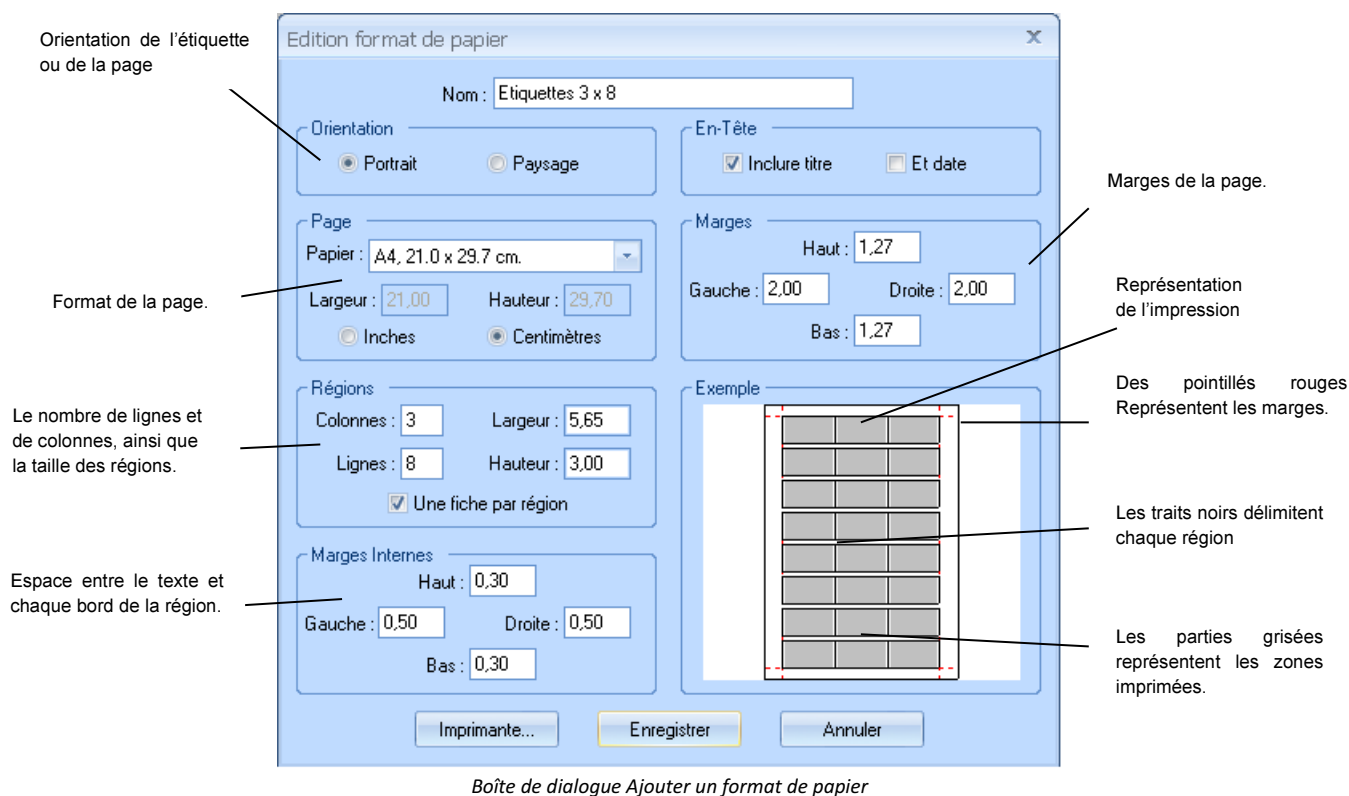 Orientation de l’étiquette
ou de la page
Format de la page.
Le nombre de lignes et
de colonnes, ainsi que
la taille des régions.
Espace entre le texte et
chaque bord de la région.
Edition format de papier
Nom : Etiquettes 3 x 8
Orientation
Portrait Paysage
En-Tête
Inclure titre Et date
Page
Papier : A4, 21.0 x 29.7 cm.
Largeur : 21,00 Hauteur : 29,70
Inches Centimètres
Marges
Haut : 1,27
Gauche : 2,00 Droite : 2,00
Bas : 1,27
Régions
Colonnes : 3 Largeur : 5,65
Lignes : 8 Hauteur : 3,00
Une fiche par région
Exemple
Marges Internes
Haut : 0,30
Gauche : 0,50 Droite : 0,50
Bas : 0,30
Imprimante... Enregistrer Annuler
Marges de la page.
Représentation
de l’impression
Des pointillés rouges
Représentent les marges.
Les traits noirs délimitent
chaque région
Les parties grisées
représentent les zones
imprimées.
Boîte de dialogue Ajouter un format de papier